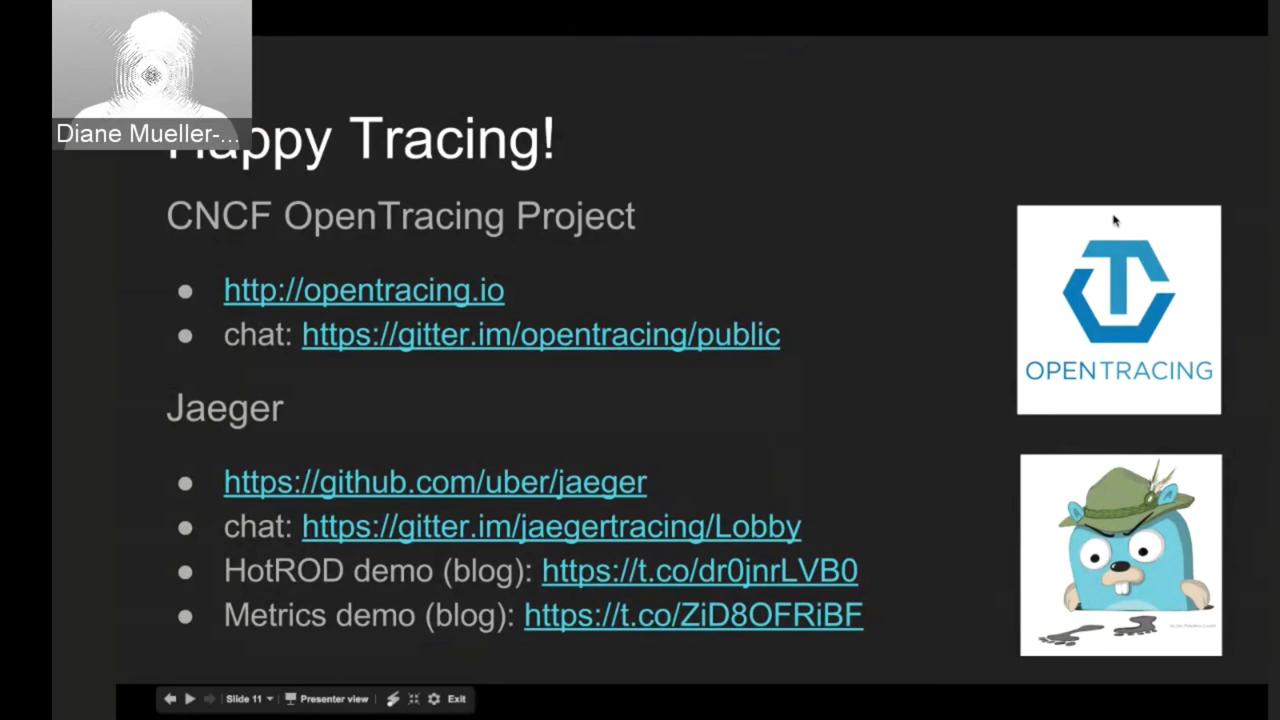 Diane Mueller-...
Happy Tracing!
CNCF OpenTracing Project
http://opentracing.io
chat: https://gitter.im/opentracing/public
OPENTRACING
Jaeger
https://github.com/uber/jaeger
chat: https://gitter.im/jaegertracing/Lobby
HotROD demo (blog): https://t.co/dr0jnrLVB0
Metrics demo (blog): https://t.co/ZiD8OFRiBF
Slide 11
Presenter view
Exit